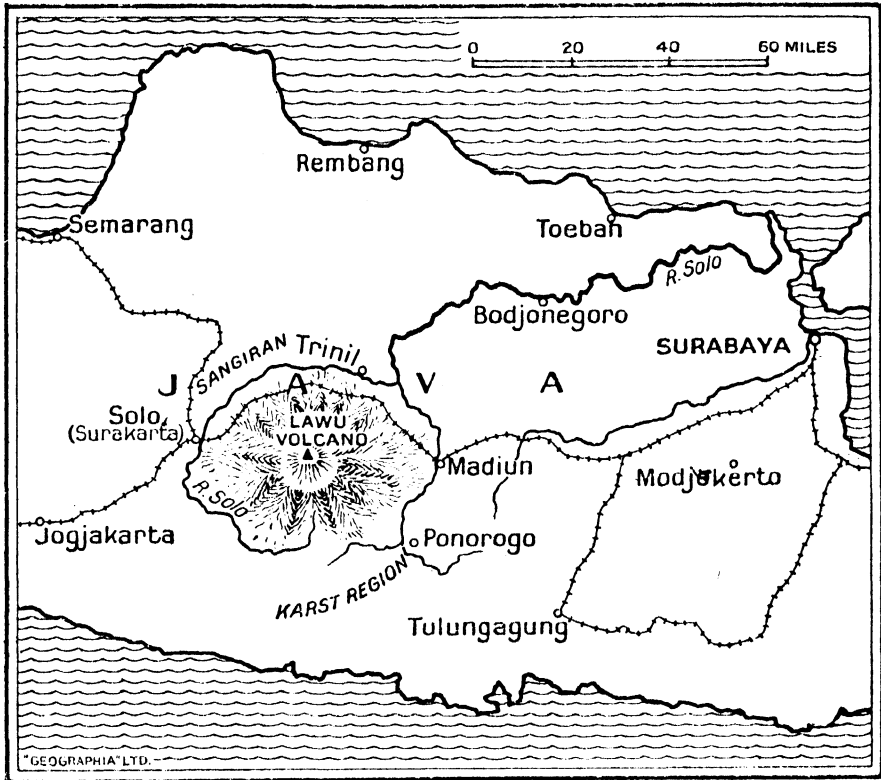 0 20 40 60 MILES
Rembang
Semarang
Toeban
R. Solo
Bodjonegoro
SURABAYA
SANGIRAN Trinil
J A V A
Solo
(Surakarta)
LAWU
VOLCANO
Madiun
Modjokerto
R. Solo
Jogjakarta
Ponorogo
KARST REGION
Tulungagung
"GEOGRAPHIA" LTD.